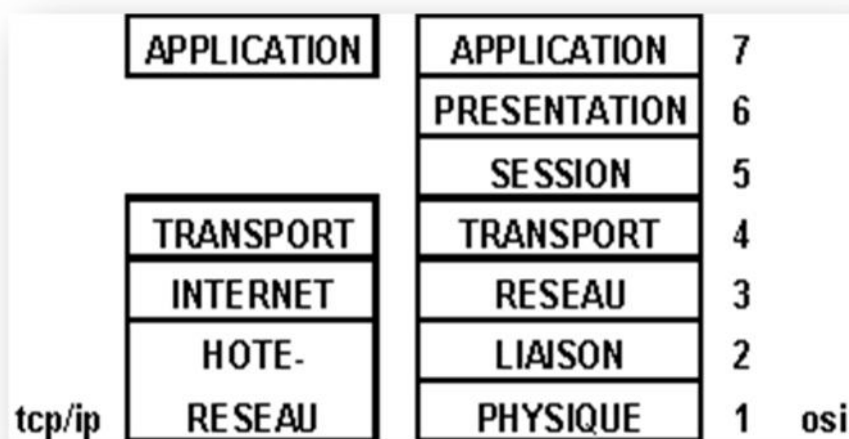 APPLICATION APPLICATION 7
PRESENTATION 6
SESSION 5
TRANSPORT TRANSPORT 4
INTERNET RESEAU 3
HOTE- LIAISON 2
tcp/ip RESEAU PHYSIQUE 1 osi